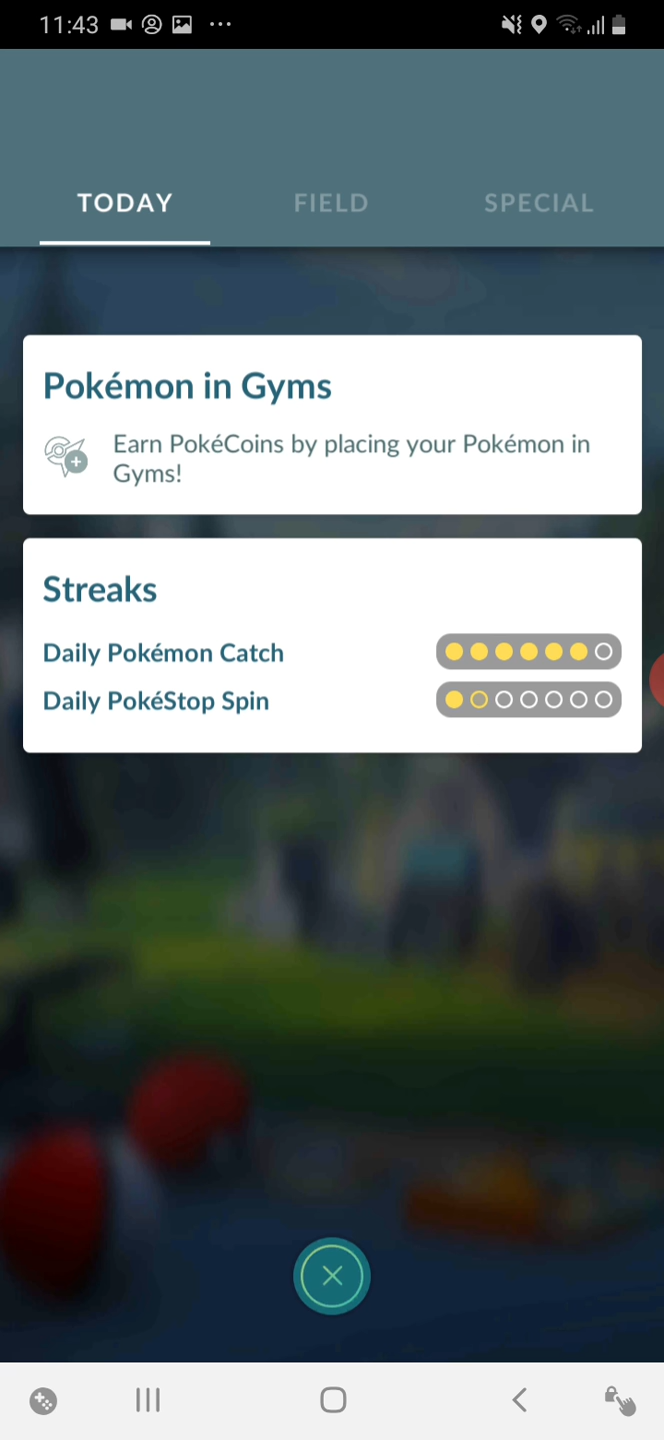 11:43
TODAY FIELD SPECIAL
Pokémon in Gyms
Earn PokéCoins by placing your Pokémon in
Gyms!
Streaks
Daily Pokémon Catch
Daily PokéStop Spin